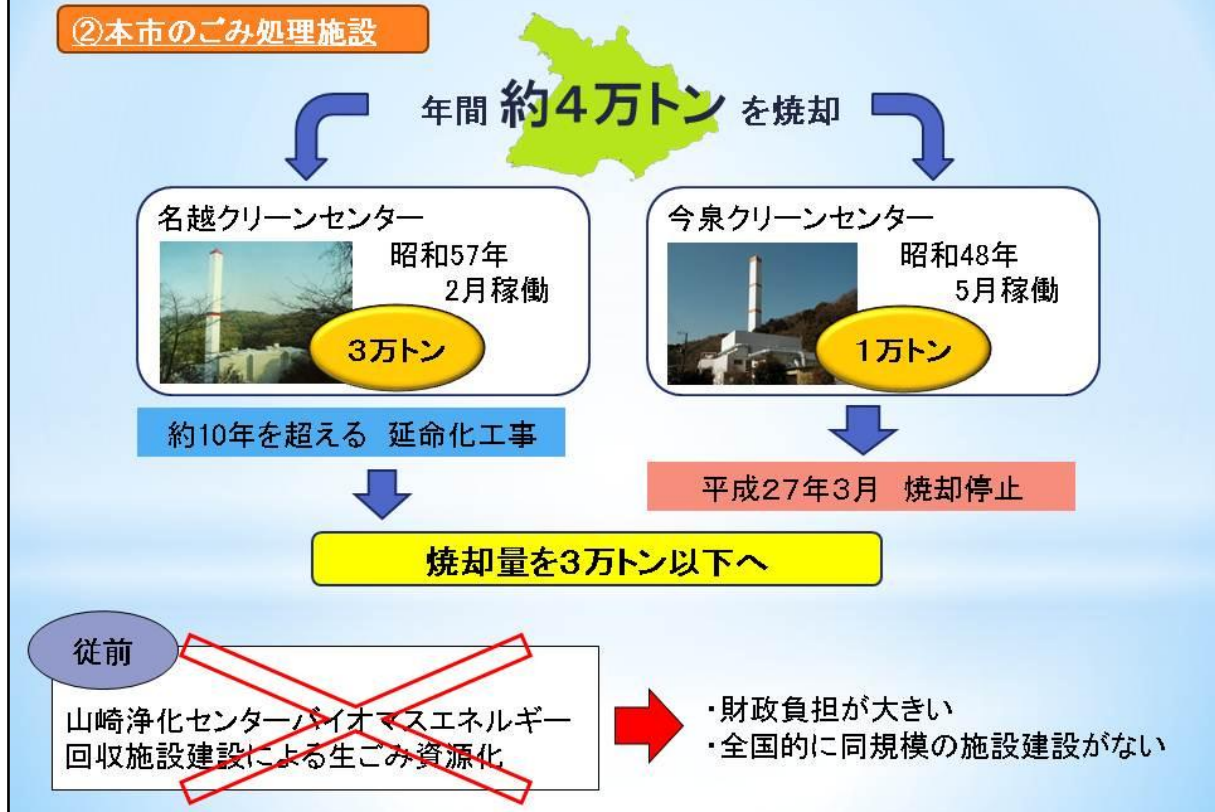 ②本市のごみ処理施設
年間 約4万トン を焼却
名越クリーンセンター
昭和57年
2月稼働
3万トン
約10年を超える 延命化工事
今泉クリーンセンター
昭和48年
5月稼働
1万トン
平成27年3月 焼却停止
焼却量を3万トン以下へ
従前
山崎浄化センターバイオマスエネルギー
回収施設建設による生ごみ資源化
・財政負担が大きい
・全国的に同規模の施設建設がない